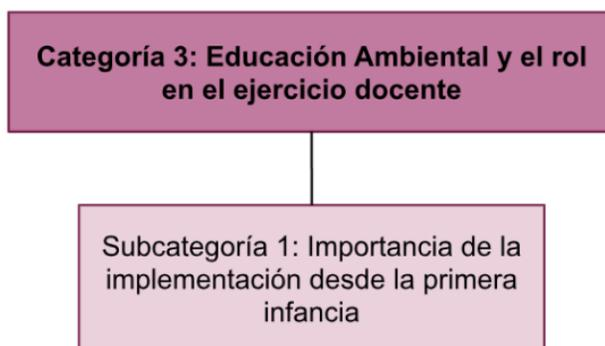 Categoría 3: Educación Ambiental y el rol
en el ejercicio docente
Subcategoría 1: Importancia de la
implementación desde la primera
infancia